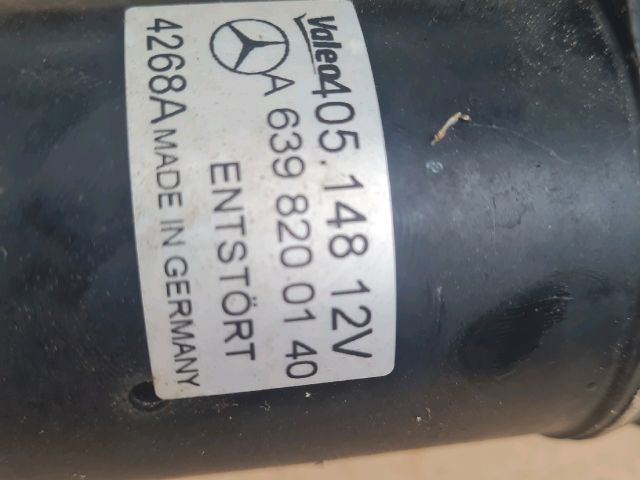 Valeo 405.148 12V
A 639 820 01 40
ENTSTÖRT
4268A MADE IN GERMANY